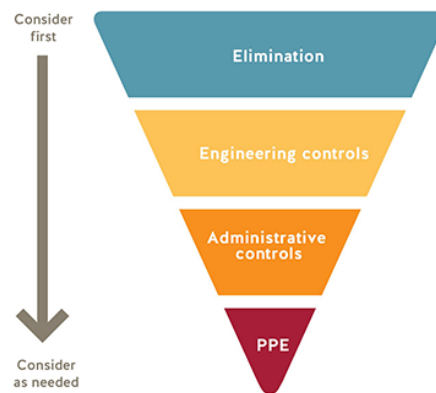 Consider
first
Elimination
Engineering controls
Administrative
controls
PPE
Consider
as needed